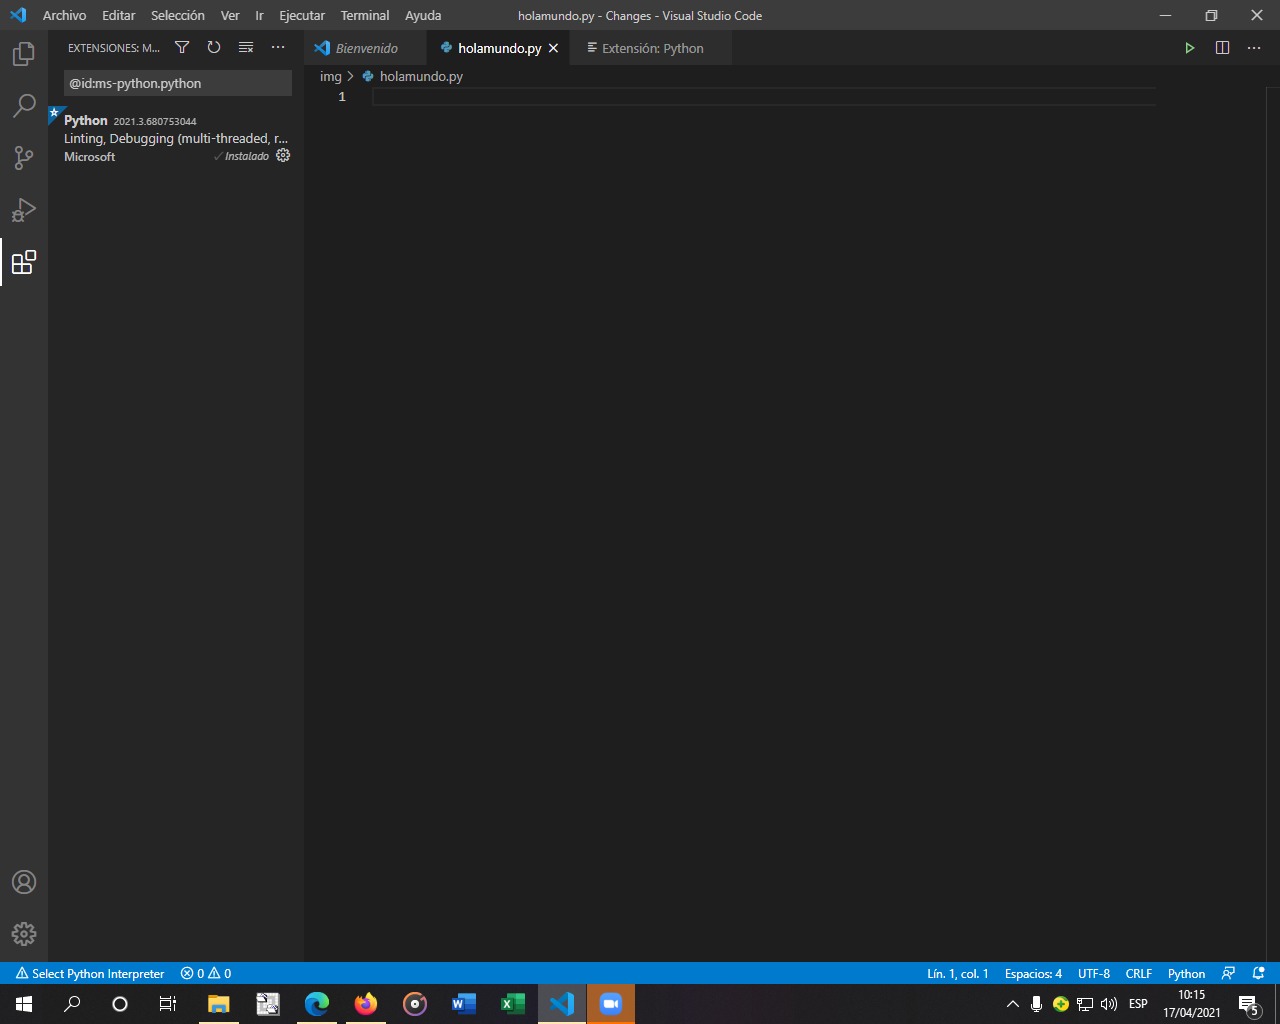 Archivo Editar Selección Ver Ir Ejecutar Terminal Ayuda holamundo.py - Changes - Visual Studio Code
EXTENSIONES: M...
Bienvenido holamundo.py Extensión: Python
@id:ms-python.python
img > holamundo.py
1
Python 2021.3.680753044
Linting, Debugging (multi-threaded, r...
Microsoft ✓Instalado
Select Python Interpreter 0 0 Lín. 1, col. 1 Espacios: 4 UTF-8 CRLF Python
ESP
10:15
17/04/2021
5